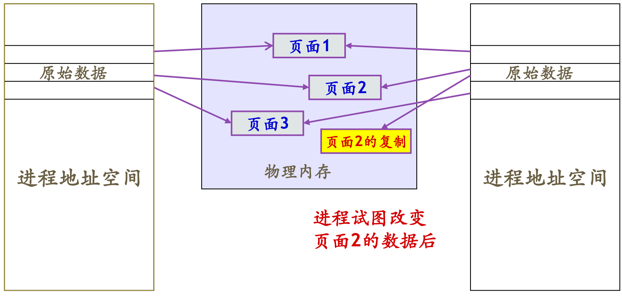 页面1
原始数据
页面2
原始数据
页面3
页面2的复制
进程地址空间
物理内存
进程地址空间
进程试图改变
页面2的数据后